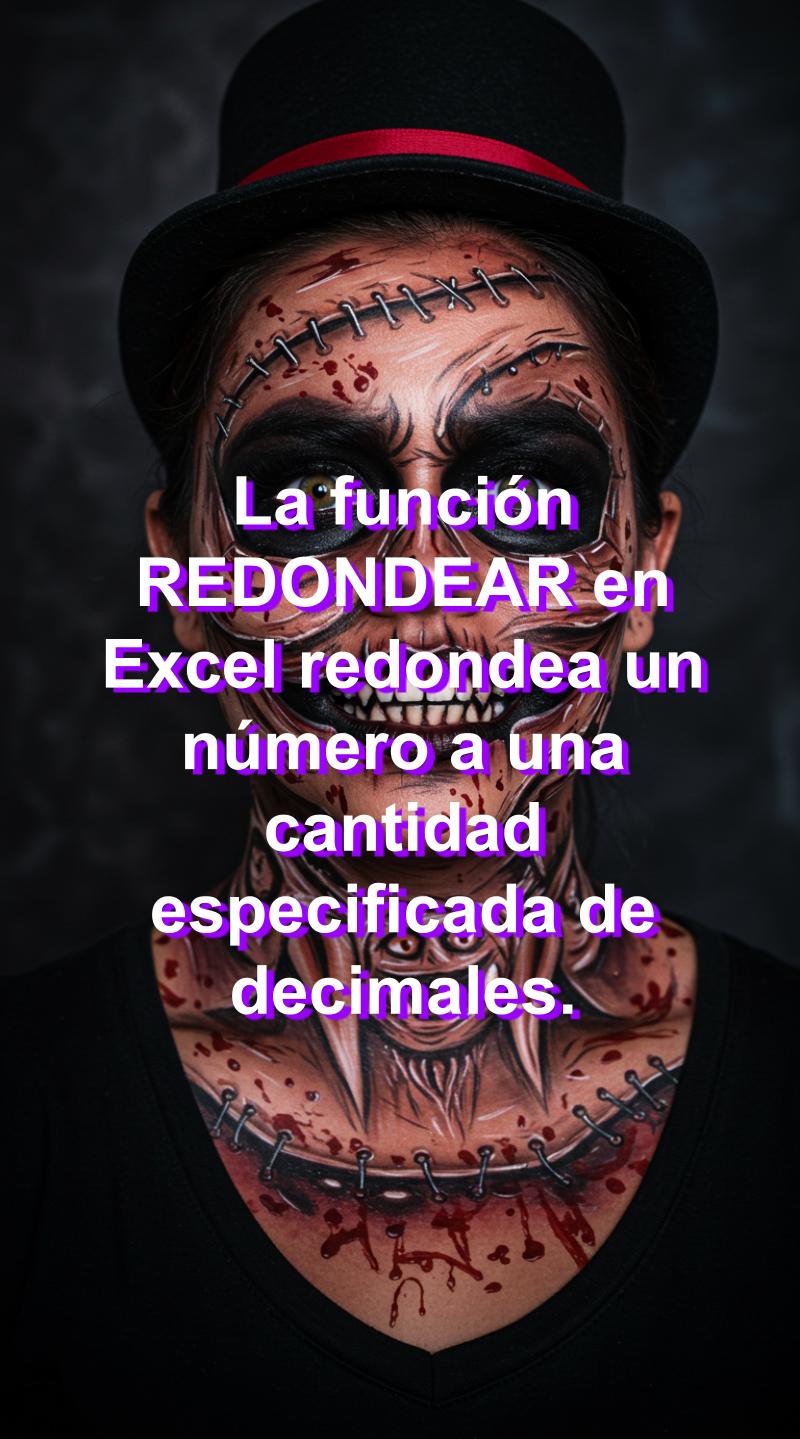 La función
REDONDEAR en
Excel redondea un
número a una
cantidad
especificada de
decimales.